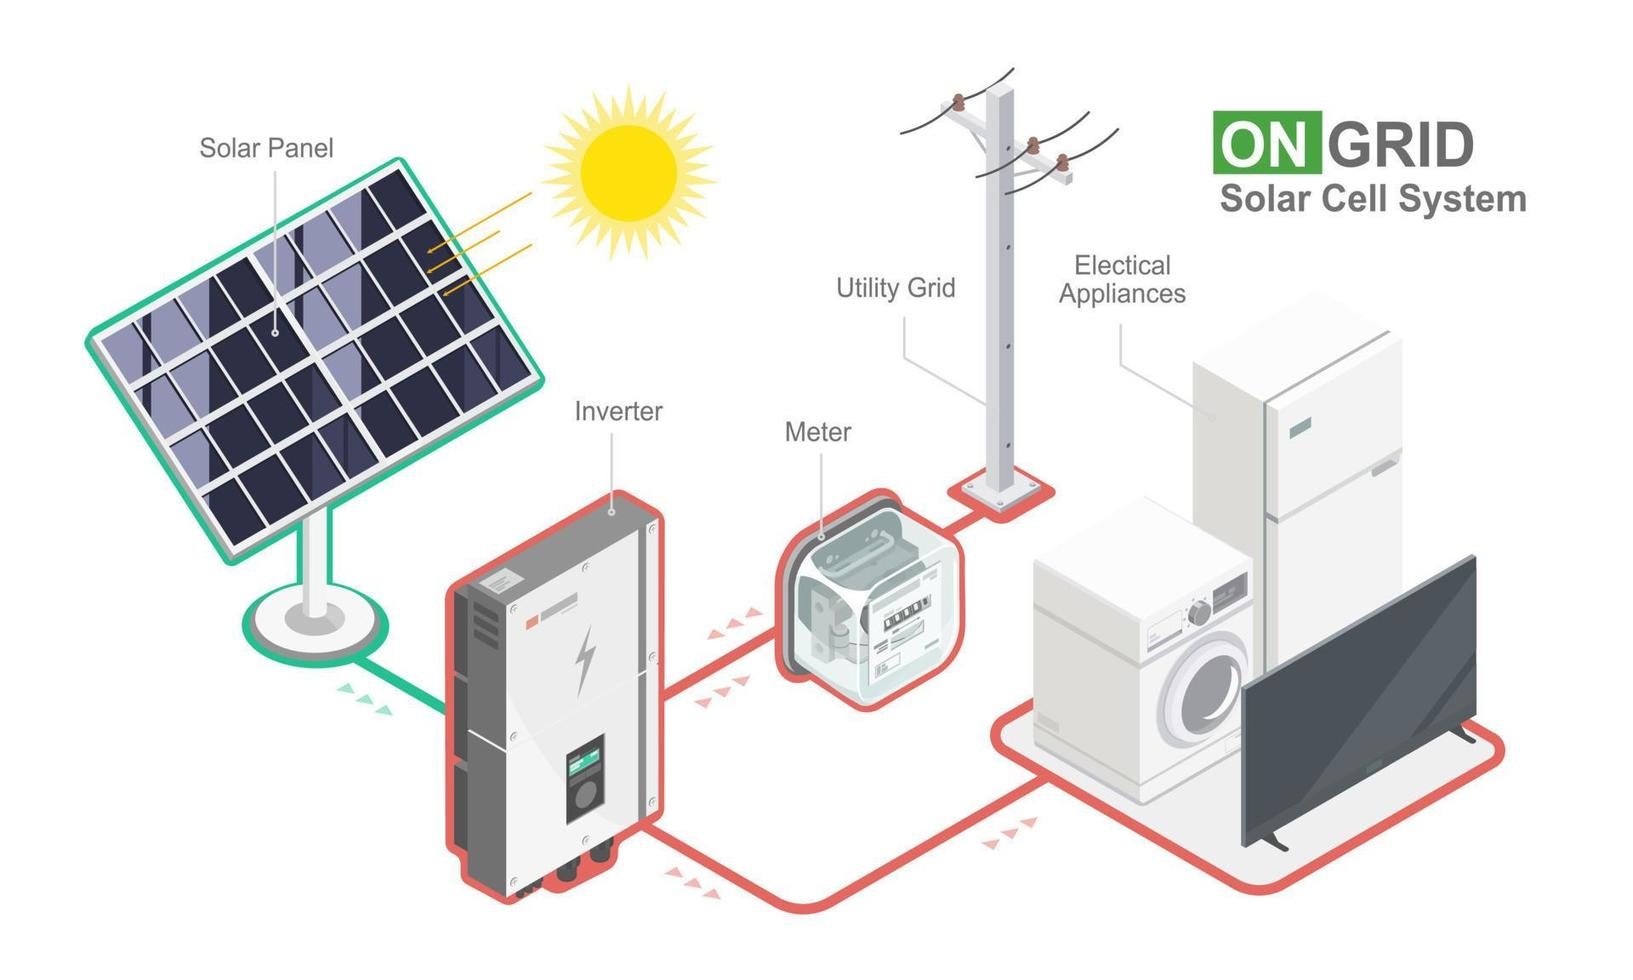 ON GRID
Solar Cell System
Solar Panel
Utility Grid
Electical
Appliances
Inverter
Meter